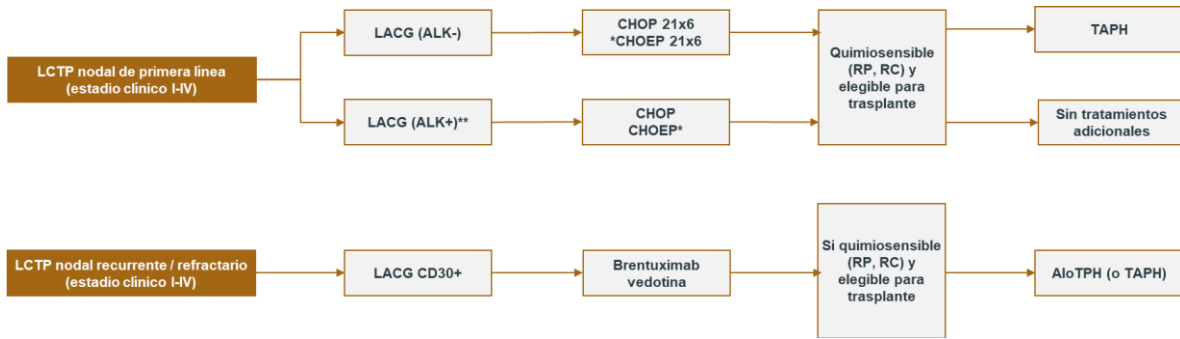 LCTP nodal de primera línea
(estadio clínico I-IV)
LACG (ALK-)
CHOP 21x6
*CHOEP 21x6
LACG (ALK+)**
CHOP
CHOEP*
Quimiosensible
(RP, RC) y
elegible para
trasplante
TAPH
Sin tratamientos
adicionales
LCTP nodal recurrente / refractario
(estadio clínico I-IV)
LACG CD30+
Brentuximab
vedotina
Si quimiosensible
(RP, RC) y
elegible para
trasplante
AloTPH (o TAPH)